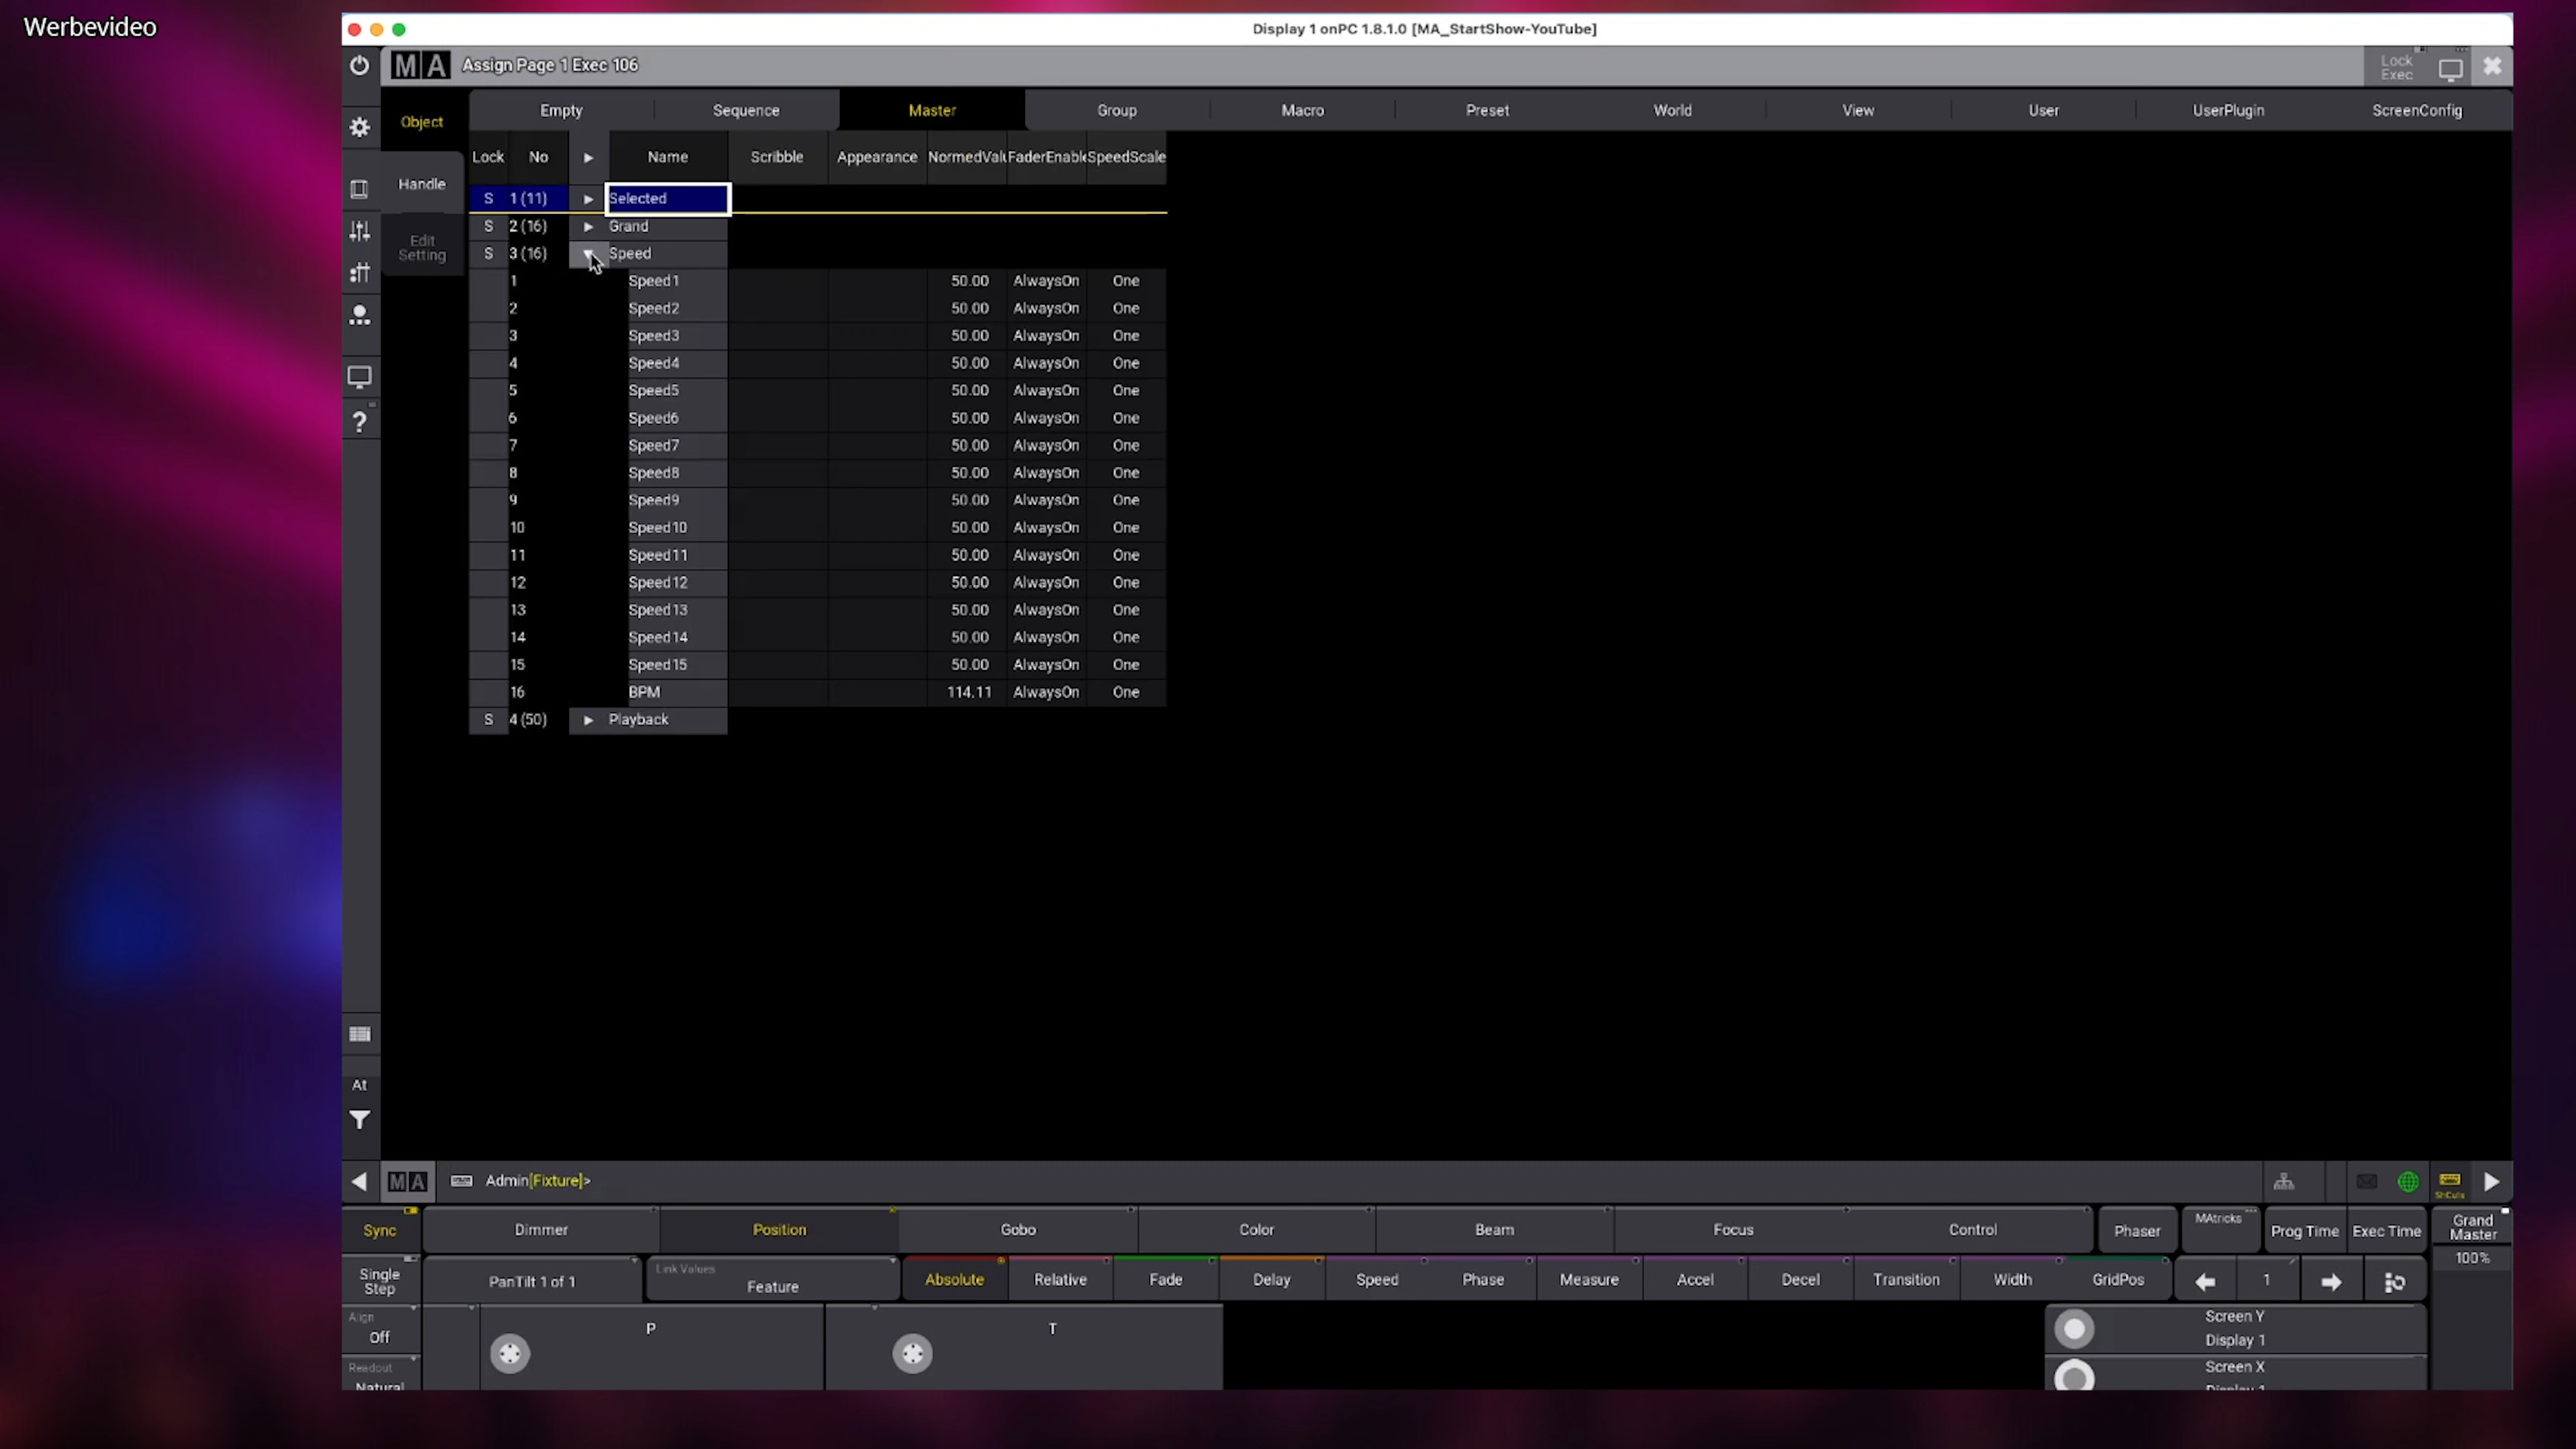 Werbevideo
Display 1 onPC 1.8.1.0 [MA_StartShow-YouTube]
MA Assign Page 1 Exec 106
Lock
Exec
Object
Empty Sequence Master Group Macro Preset World View User UserPlugin ScreenConfig
Handle
Edit
Setting
Lock No Name Scribble Appearance NormedValu FaderEnable SpeedScale
S 1 (11) Selected
S 2 (16) Grand
S 3 (16) Speed
1 Speed1 50.00 AlwaysOn One
2 Speed2 50.00 AlwaysOn One
3 Speed3 50.00 AlwaysOn One
4 Speed4 50.00 AlwaysOn One
5 Speed5 50.00 AlwaysOn One
6 Speed6 50.00 AlwaysOn One
7 Speed7 50.00 AlwaysOn One
8 Speed8 50.00 AlwaysOn One
9 Speed9 50.00 AlwaysOn One
10 Speed10 50.00 AlwaysOn One
11 Speed11 50.00 AlwaysOn One
12 Speed12 50.00 AlwaysOn One
13 Speed13 50.00 AlwaysOn One
14 Speed14 50.00 AlwaysOn One
15 Speed15 50.00 AlwaysOn One
16 BPM 114.11 AlwaysOn One
S 4 (50) Playback
?
At
MA Admin[Fixture]>
ShCuts
Sync Dimmer Position Gobo Color Beam Focus Control Phaser MAtricks Prog Time Exec Time
Grand
Master
100%
Single
Step
PanTilt 1 of 1
Link Values
Feature
Absolute Relative Fade Delay Speed Phase Measure Accel Decel Transition Width GridPos 1
Align
Off
P T
Screen Y
Display 1
Readout
Natural
Screen X
Display 1